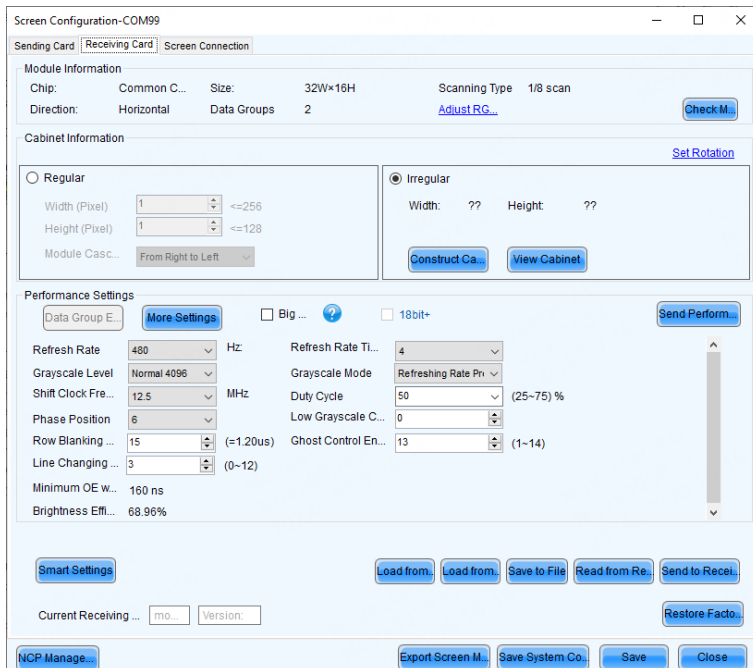 Screen Configuration-COM99
Sending Card Receiving Card Screen Connection
Module Information
Chip: Common C... Size: 32W×16H Scanning Type 1/8 scan
Direction: Horizontal Data Groups 2 Adjust RG... Check M...
Cabinet Information
Set Rotation
Regular
Width (Pixel) 1 <=256
Height (Pixel) 1 <=128
Module Casc... From Right to Left
Irregular
Width: ?? Height: ??
Construct Ca... View Cabinet
Performance Settings
Data Group E... More Settings Big ... ? 18bit+ Send Perform...
Refresh Rate 480 Hz: Refresh Rate Ti... 4
Grayscale Level Normal 4096 Grayscale Mode Refreshing Rate Pri
Shift Clock Fre... 12.5 MHz Duty Cycle 50 (25~75) %
Phase Position 6 Low Grayscale C... 0
Row Blanking ... 15 (=1.20us) Ghost Control En... 13 (1~14)
Line Changing ... 3 (0~12)
Minimum OE w... 160 ns
Brightness Effi... 68.96%
Smart Settings Load from.. Load from.. Save to File Read from Re... Send to Recei...
Current Receiving ... mo... Version: Restore Facto...
NCP Manage... Export Screen M... Save System Co... Save Close